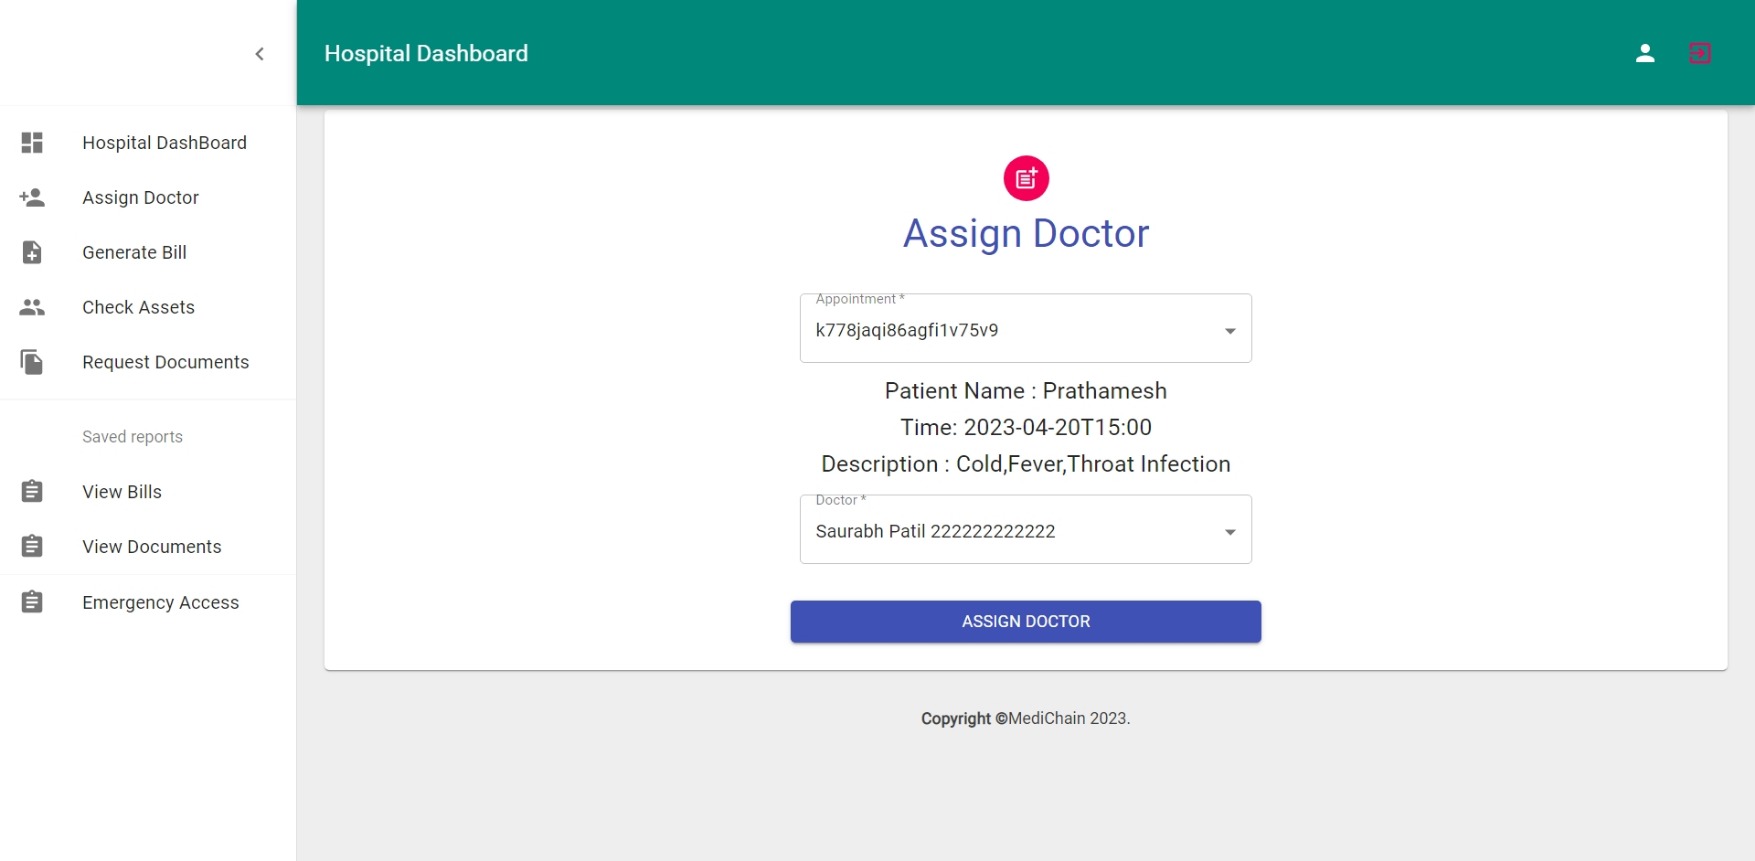 Hospital Dashboard
Hospital DashBoard
Assign Doctor
Generate Bill
Check Assets
Request Documents
Saved reports
View Bills
View Documents
Emergency Access
Assign Doctor
Appointment *
k778jaqi86agfi1v75v9
Patient Name : Prathamesh
Time: 2023-04-20T15:00
Description : Cold,Fever,Throat Infection
Doctor *
Saurabh Patil 222222222222
ASSIGN DOCTOR
Copyright ©MediChain 2023.